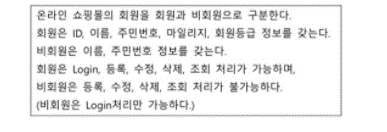 온라인 쇼핑몰의 회원을 회원과 비회원으로 구분한다.
회원은 ID, 이름, 주민번호, 마일리지, 회원등급 정보를 갖는다.
비회원은 이름, 주민번호 정보를 갖는다.
회원은 Login, 등록, 수정, 삭제, 조회 처리가 가능하며,
비회원은 등록, 수정, 삭제, 조회 처리가 불가능하다.
(비회원은 Login처리만 가능하다.)